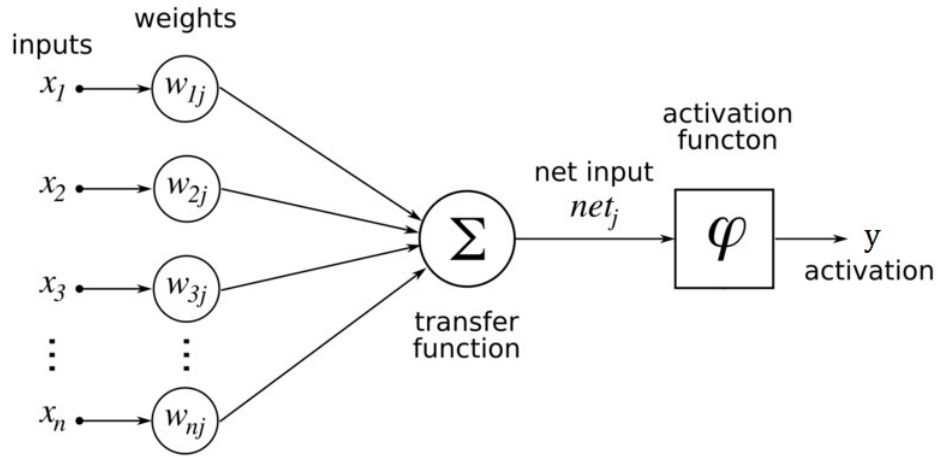 weights
inputs
x1
w1j
x2
w2j
x3
w3j
⋮
⋮
xn
wnj
Σ
transfer
function
net input
netj
activation
functon
φ
y
activation